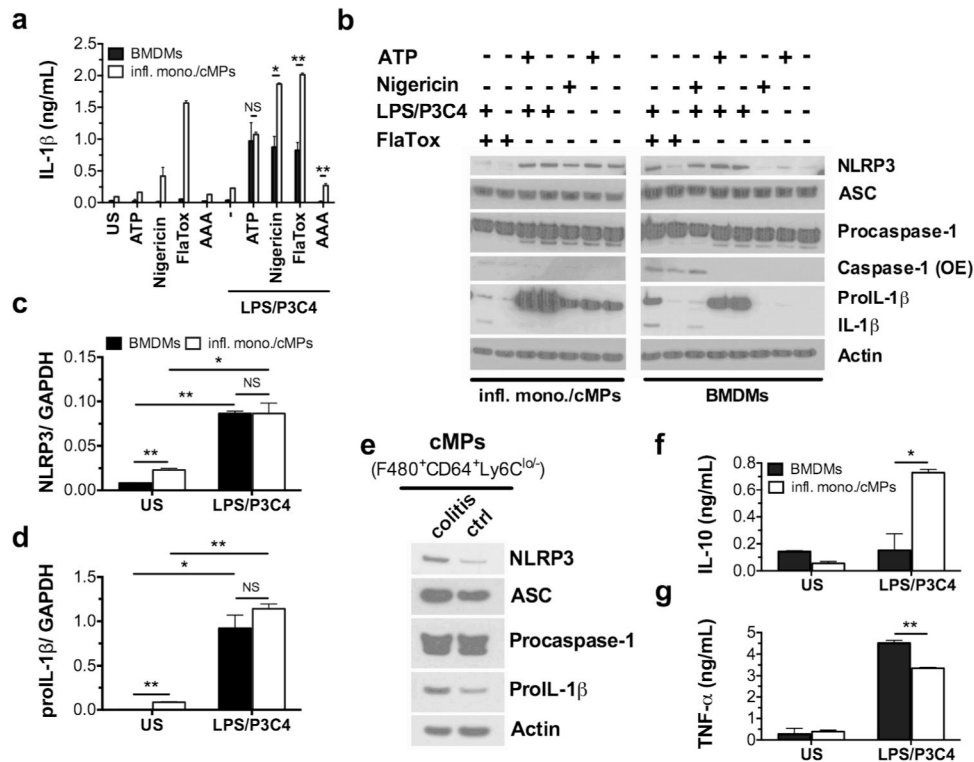 a
IL-1β (ng/mL)
2.5
2.0
1.5
1.0
0.5
0.0
BMDMs
infl. mono./cMPs
NS
*
**
**
US
ATP
Nigericin
FlaTox
AAA
-
ATP
Nigericin
FlaTox
AAA
LPS/P3C4
b
ATP - - + - - + - - - + - - + -
Nigericin - - - - + - - - - - - + - -
LPS/P3C4 + - + + - - - + - + + + - - -
FlaTox + + - - - - - + + - - - - - -
NLRP3
ASC
Procaspase-1
Caspase-1 (OE)
ProIL-1β
IL-1β
Actin
infl. mono./cMPs
BMDMs
c
BMDMs
infl. mono./cMPs
NLRP3/ GAPDH
0.15
0.10
0.05
0.00
*
**
NS
**
US
LPS/P3C4
d
proIL-1β/ GAPDH
1.5
1.0
0.5
0.0
**
*
NS
**
US
LPS/P3C4
e
cMPs
(F480+CD64+Ly6Clo/-)
colitis
ctrl
NLRP3
ASC
Procaspase-1
ProIL-1β
Actin
f
IL-10 (ng/mL)
0.8
0.6
0.4
0.2
0.0
BMDMs
infl. mono./cMPs
*
US
LPS/P3C4
g
TNF-α (ng/mL)
5
4
3
2
1
0
**
US
LPS/P3C4